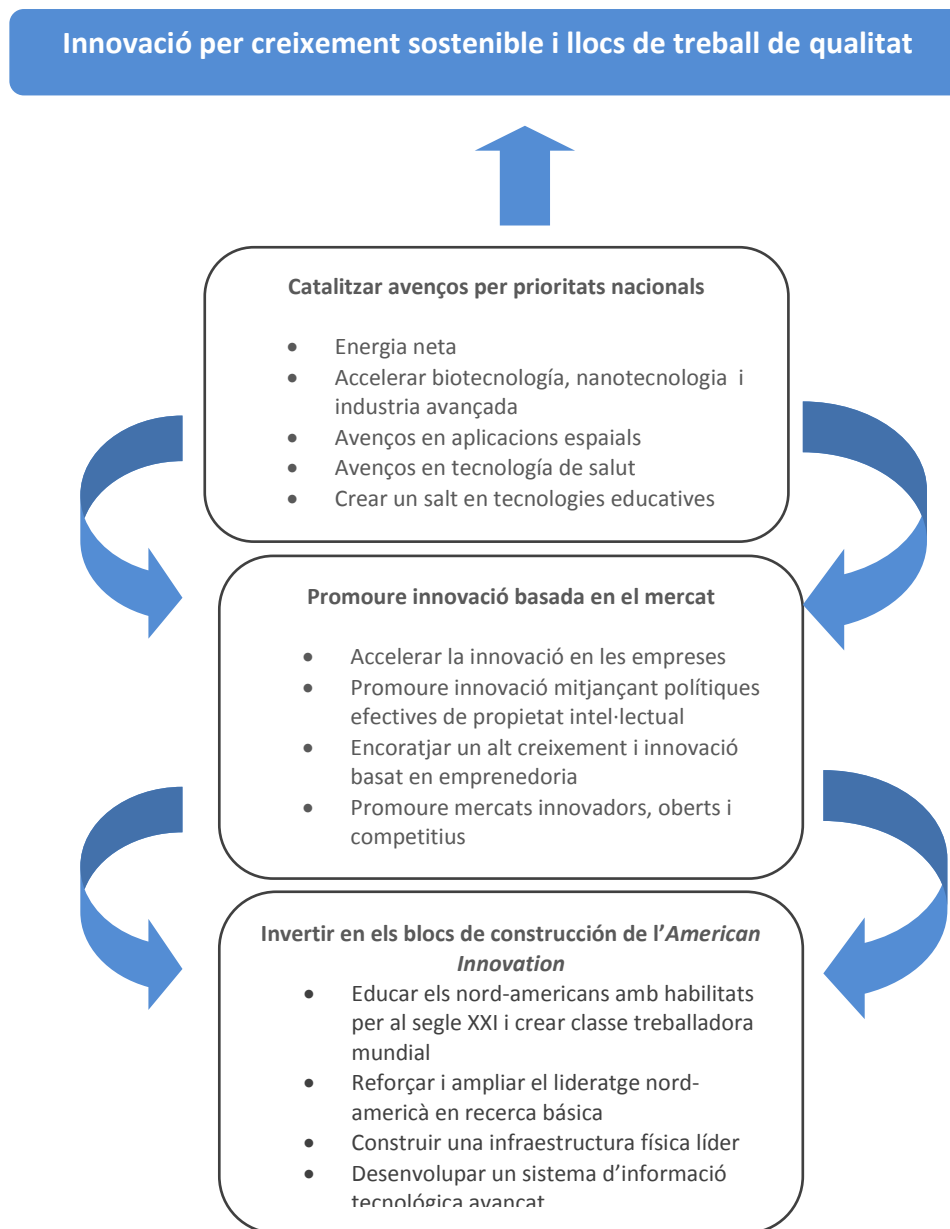 Innovació per creixement sostenible i llocs de treball de qualitat
Catalitzar avenços per prioritats nacionals
• Energia neta
• Accelerar biotecnología, nanotecnologia i
industria avançada
• Avenços en aplicacions espaials
• Avenços en tecnología de salut
• Crear un salt en tecnologies educatives
Promoure innovació basada en el mercat
• Accelerar la innovació en les empreses
• Promoure innovació mitjançant polítiques
efectives de propietat intel·lectual
• Encoratjar un alt creixement i innovació
basat en emprenedoria
• Promoure mercats innovadors, oberts i
competitius
Invertir en els blocs de construcción de l'American
Innovation
• Educar els nord-americans amb habilitats
per al segle XXI i crear classe treballadora
mundial
• Reforçar i ampliar el lideratge nord-
americà en recerca bàsica
• Construir una infraestructura física líder
• Desenvolupar un sistema d'informació
tecnológica avançat